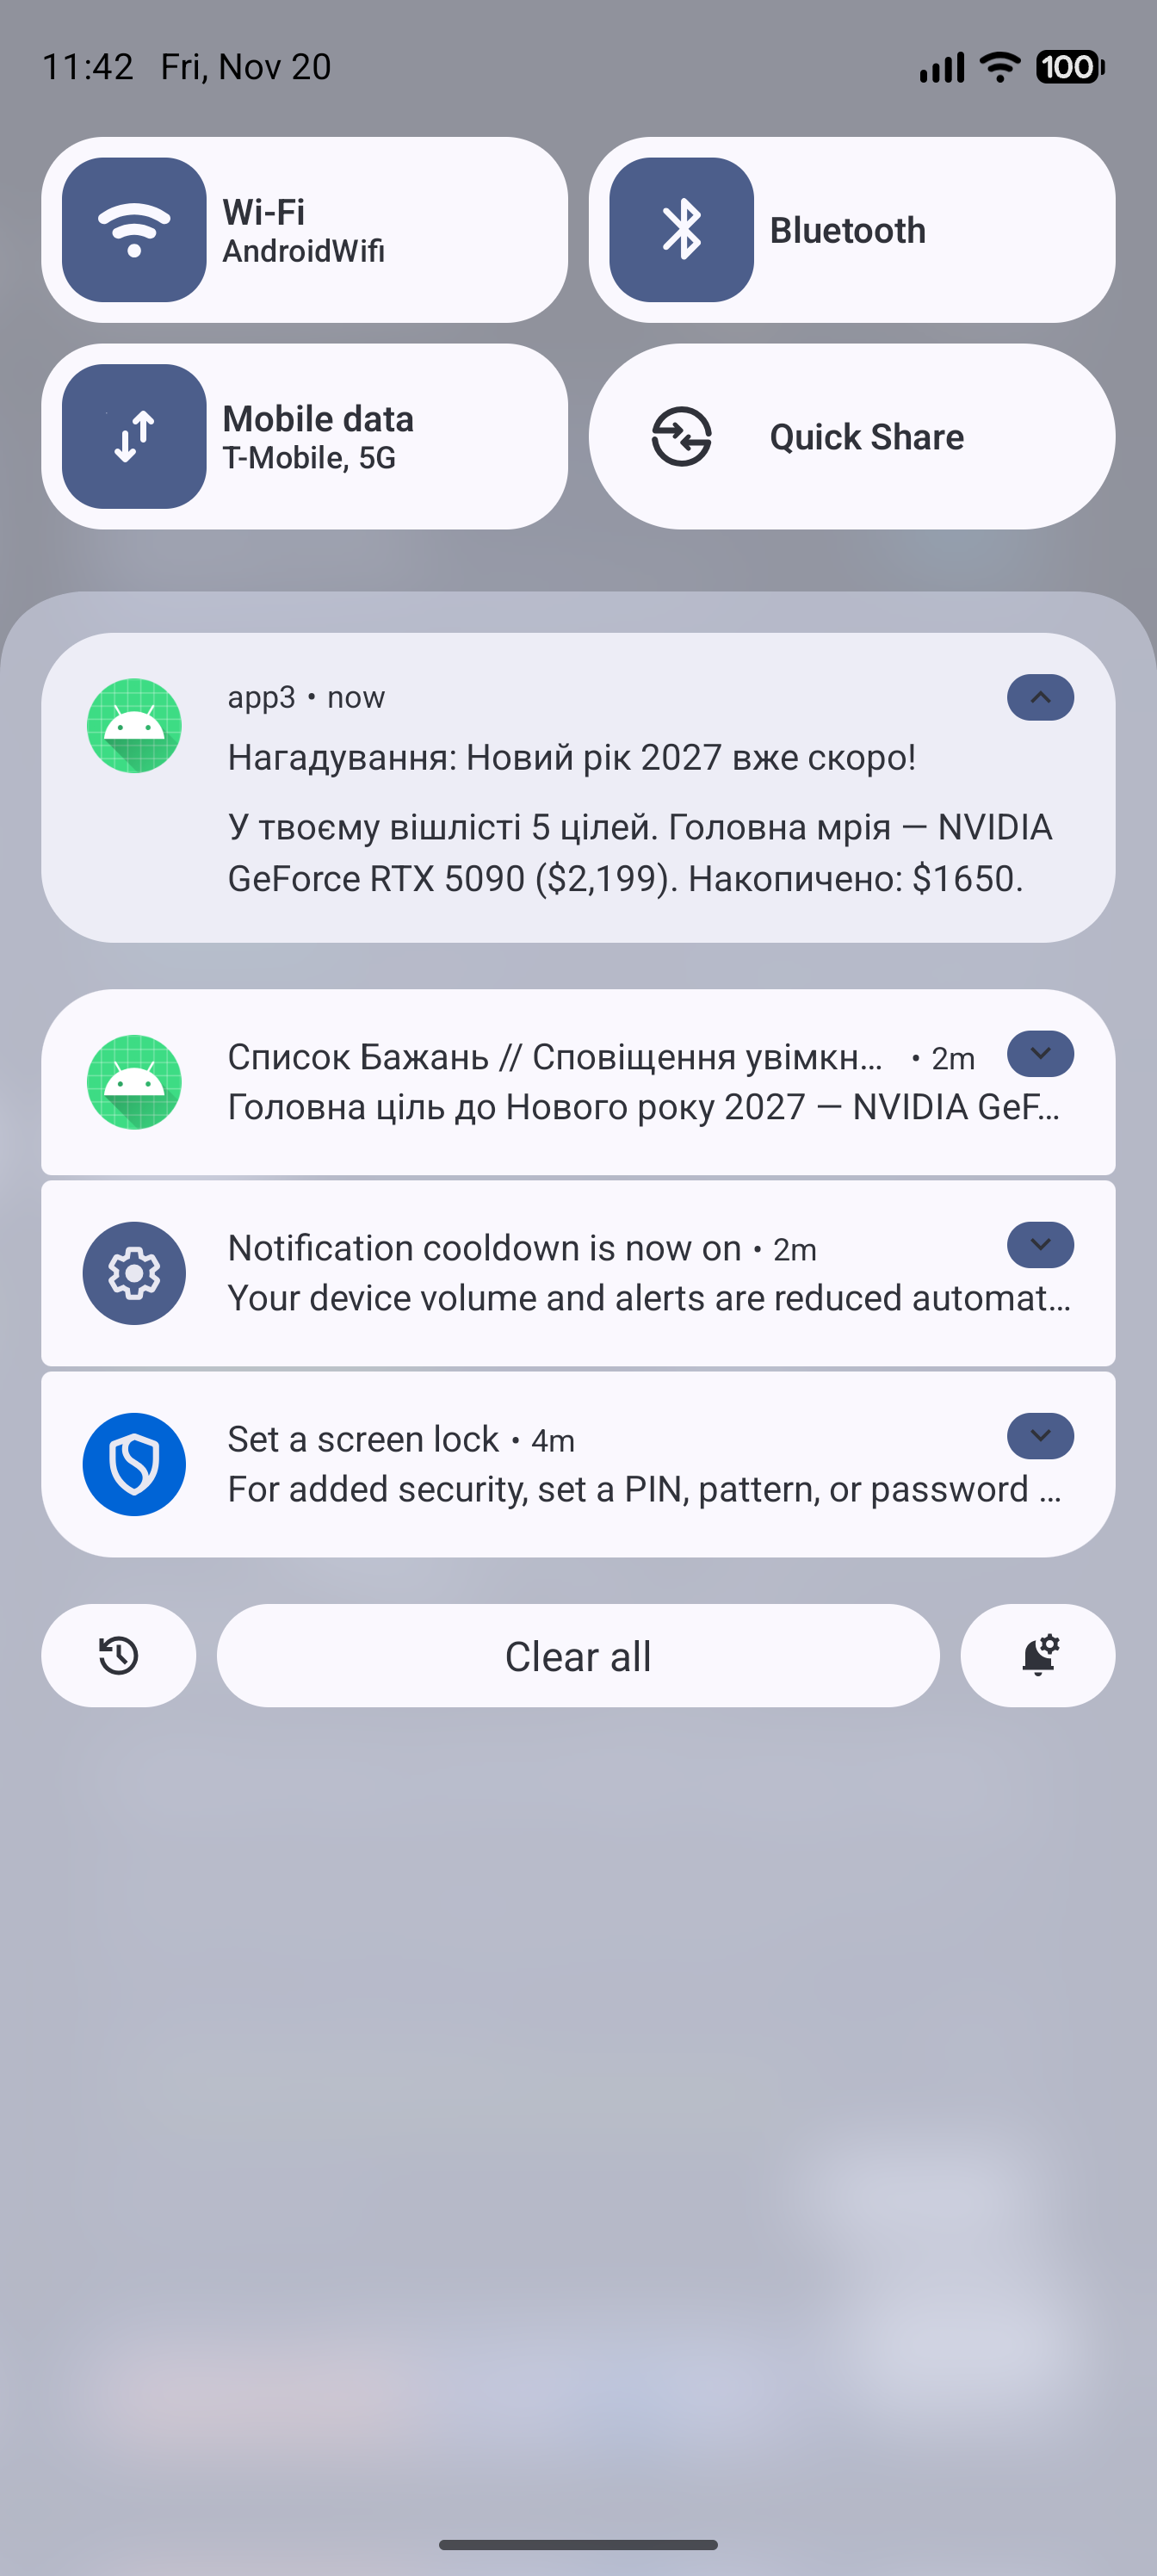 11:42 Fri, Nov 20
100
Wi-Fi
AndroidWifi
Bluetooth
Mobile data
T-Mobile, 5G
Quick Share
app3 • now
Нагадування: Новий рік 2027 вже скоро!
У твоєму вішлісті 5 цілей. Головна мрія — NVIDIA
GeForce RTX 5090 ($2,199). Накопичено: $1650.
Список Бажань // Сповіщення увімкн… • 2m
Головна ціль до Нового року 2027 — NVIDIA GeF…
Notification cooldown is now on • 2m
Your device volume and alerts are reduced automat…
Set a screen lock • 4m
For added security, set a PIN, pattern, or password …
Clear all